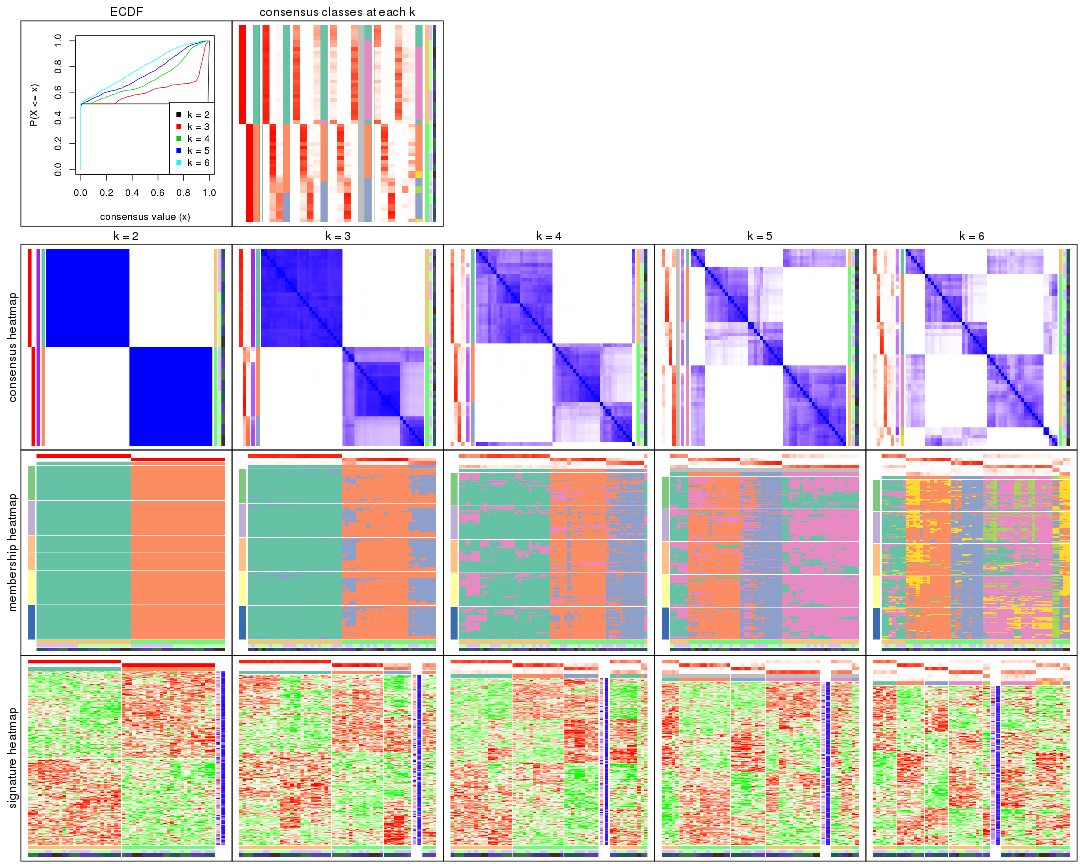 ECDF
consensus classes at each k
P(X <= x)
0.0 0.2 0.4 0.6 0.8 1.0
k = 2
k = 3
k = 4
k = 5
k = 6
0.0 0.2 0.4 0.6 0.8 1.0
consensus value (x)
k = 2 k = 3 k = 4 k = 5 k = 6
consensus heatmap
membership heatmap
signature heatmap